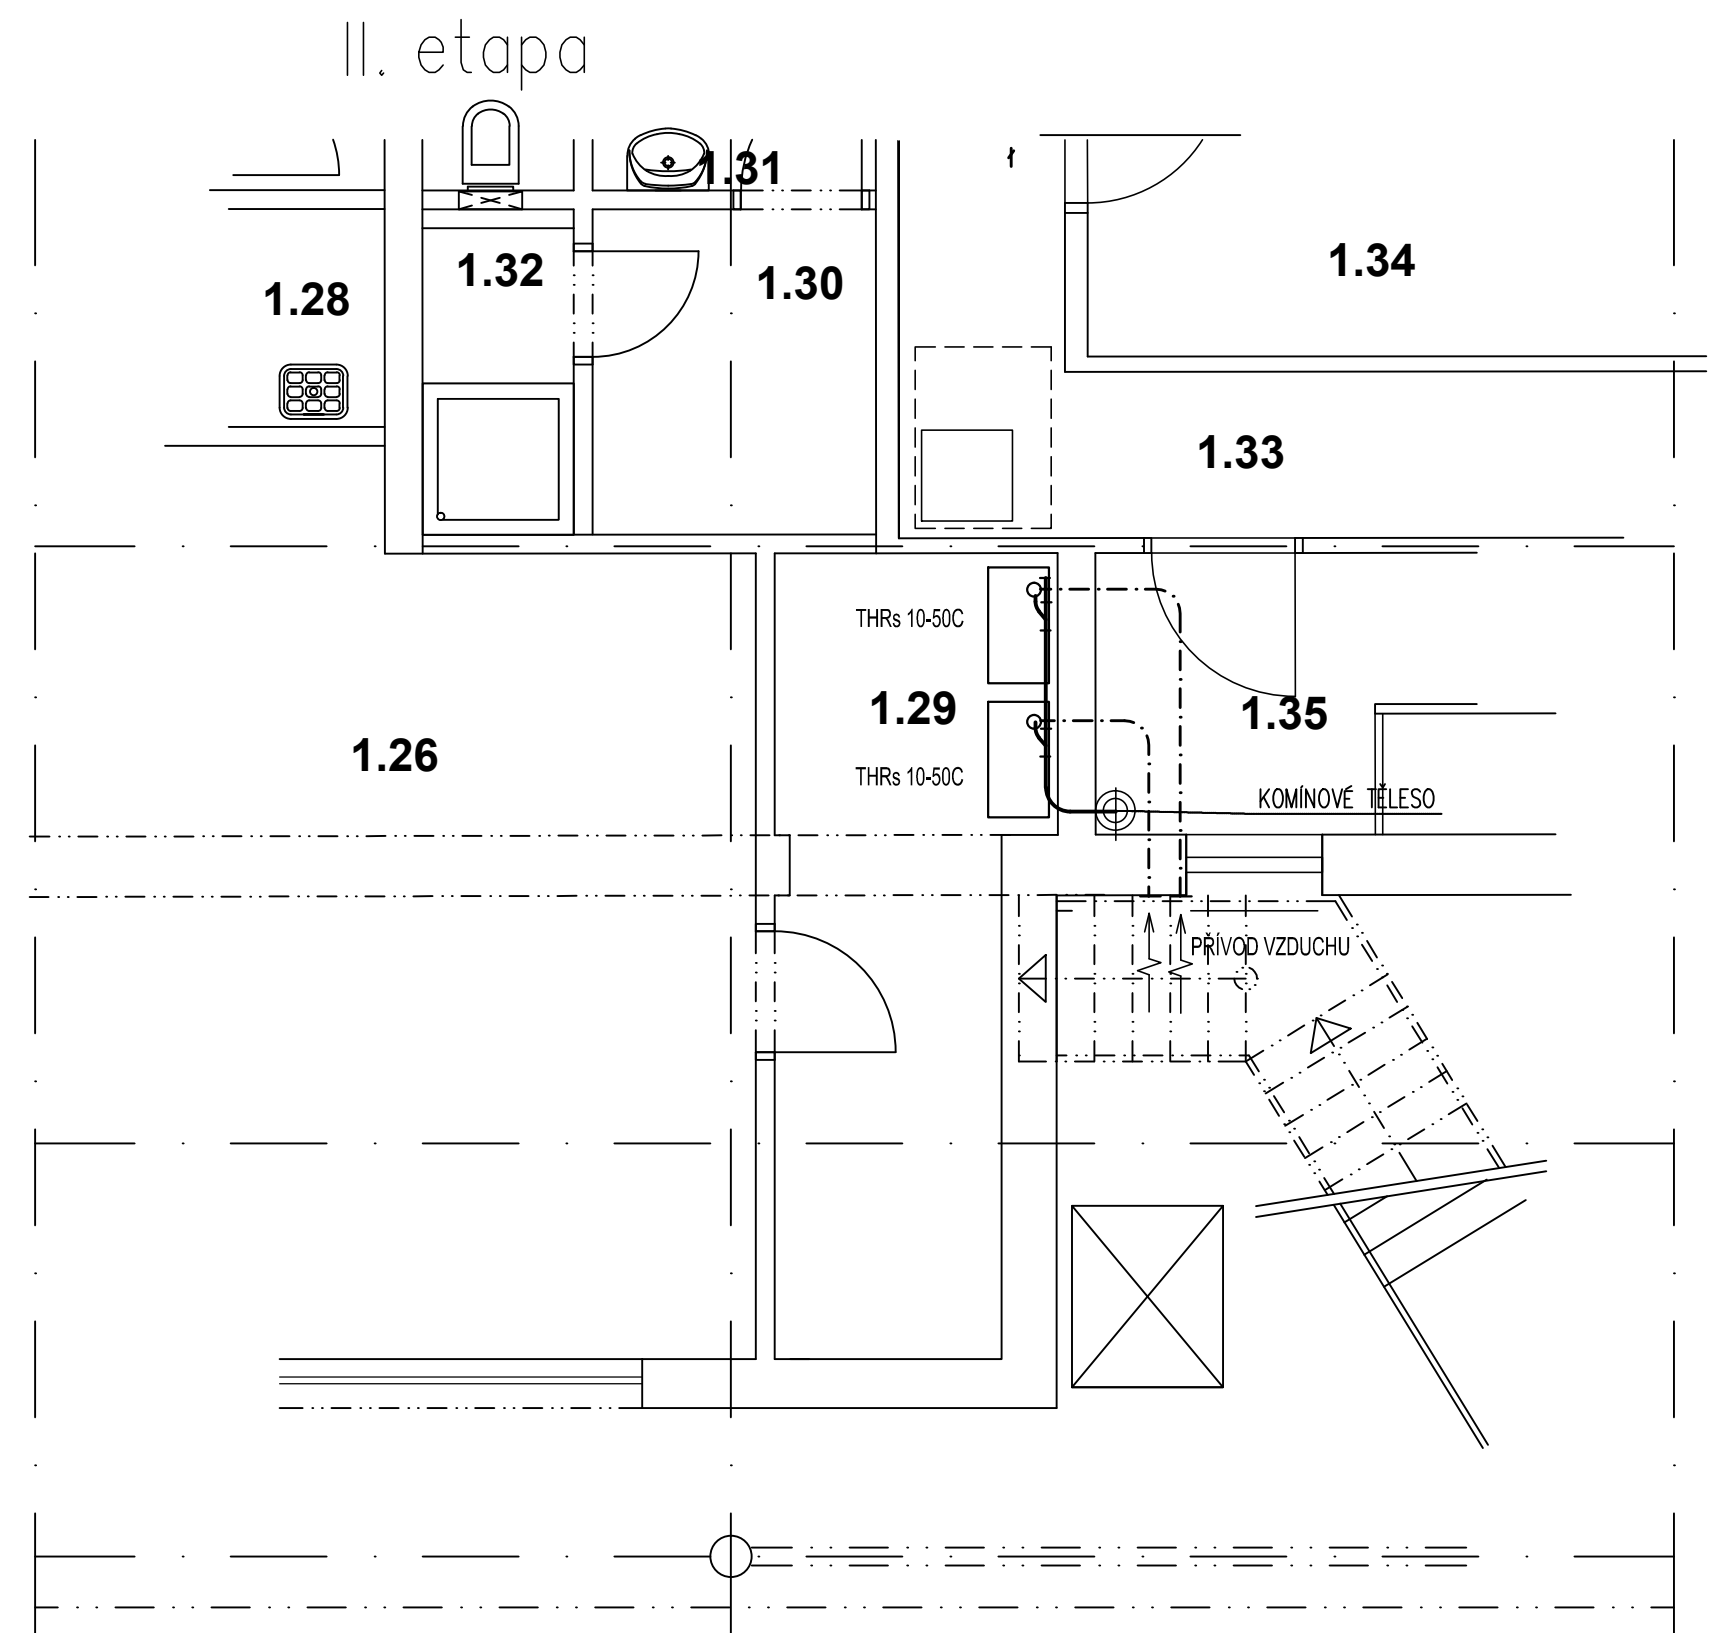 II. etapa
1.31
1.34
1.32
1.30
1.28
1.33
THRs 10-50C
1.29
1.35
1.26
THRs 10-50C
KOMÍNOVÉ TĚLESO
PŘÍVOD VZDUCHU